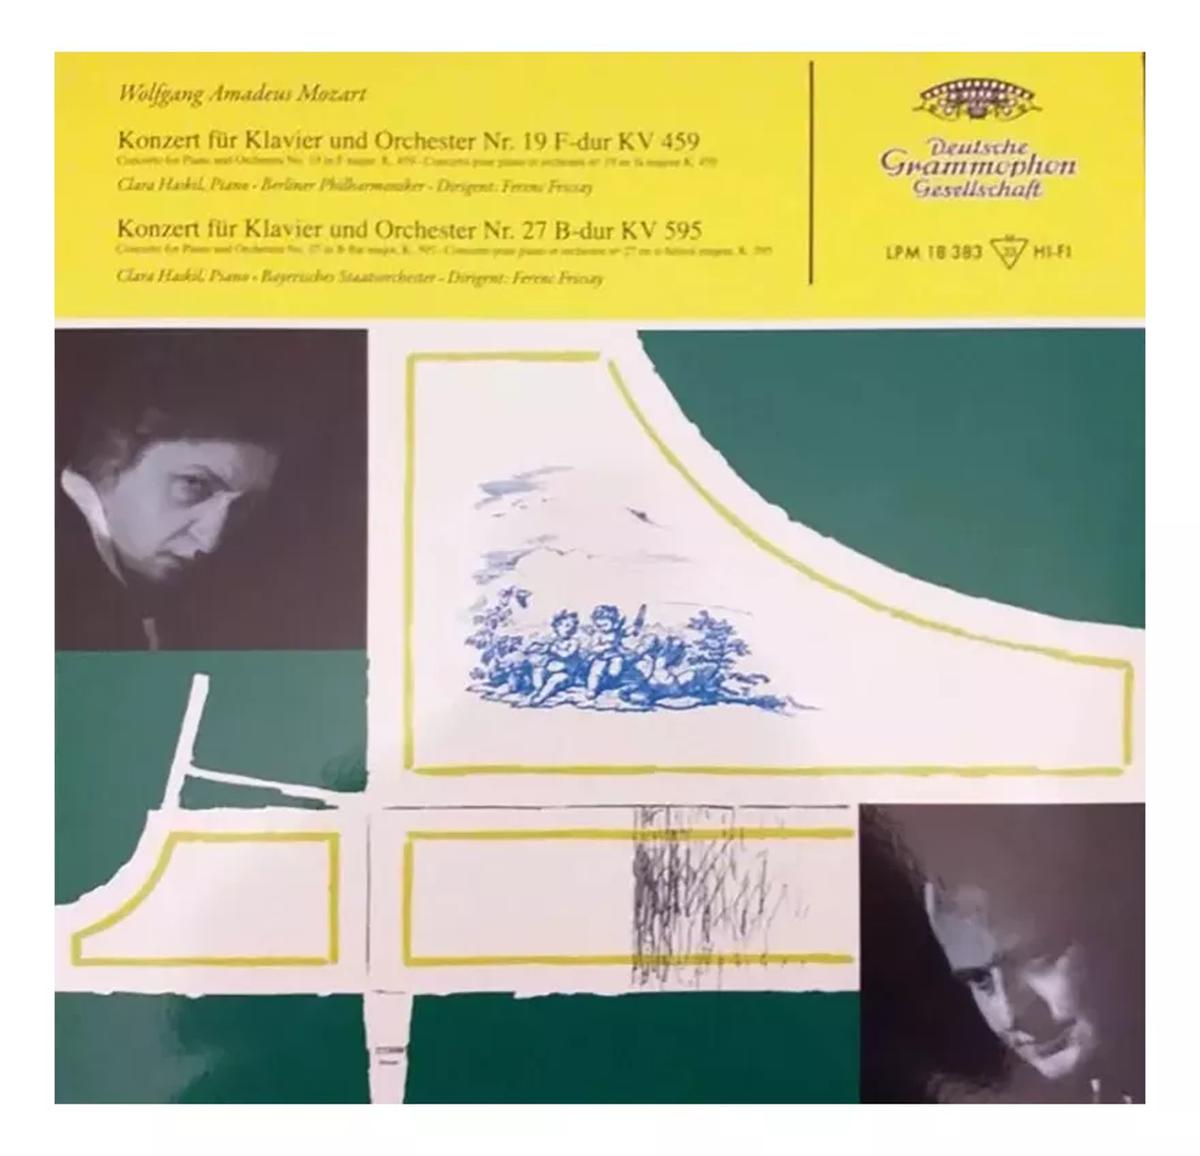 Wolfgang Amadeus Mozart
Konzert für Klavier und Orchester Nr. 19 F-dur KV 459
Concerto for Piano and Orchestra No. 19 in F major K. 459 - Concerto pour piano et orchestre nº 19 en fa majeur K. 459
Clara Haskil, Piano - Berliner Philharmoniker - Dirigent: Ferenc Fricsay
Konzert für Klavier und Orchester Nr. 27 B-dur KV 595
Concerto for Piano and Orchestra No. 27 in B flat major, K. 595 - Concerto pour piano et orchestre nº 27 en si bémol majeur, K. 595
Clara Haskil, Piano - Bayerisches Staatsorchester - Dirigent: Ferenc Fricsay
Deutsche
Grammophon
Gesellschaft
LPM 18 383 33 HI-FI